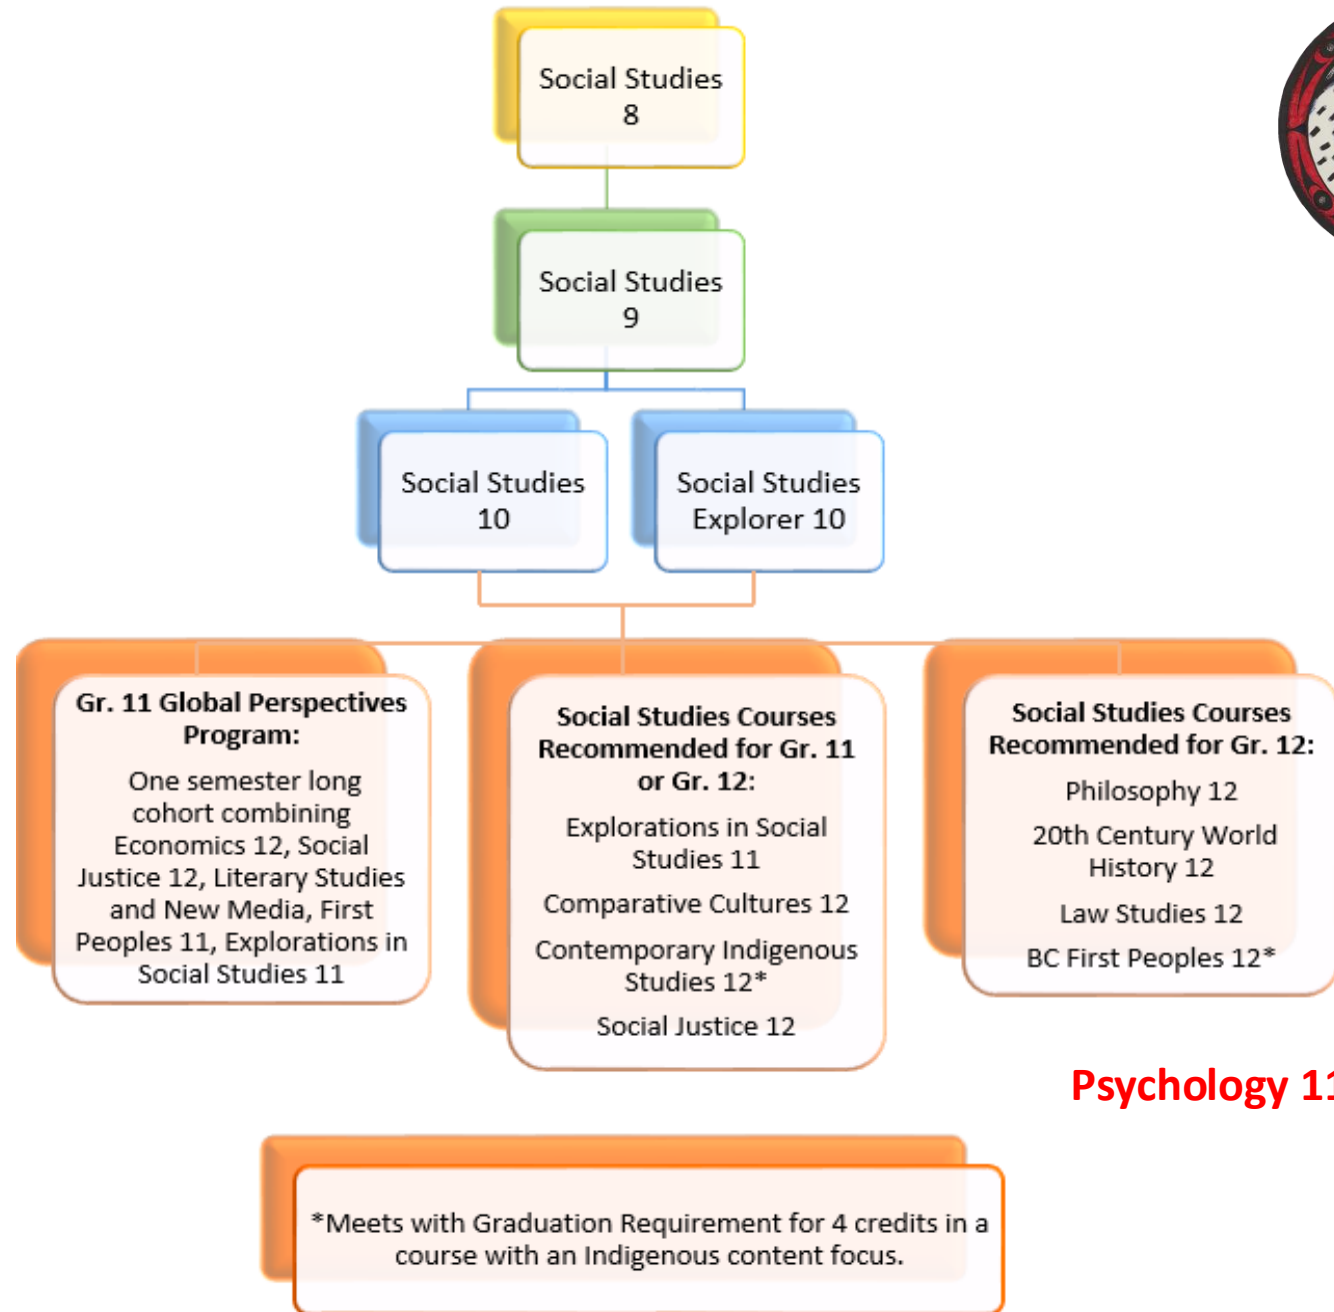 Social Studies
8
Social Studies
9
Social Studies
10
Social Studies
Explorer 10
Gr. 11 Global Perspectives
Program:
One semester long
cohort combining
Economics 12, Social
Justice 12, Literary Studies
and New Media, First
Peoples 11, Explorations in
Social Studies 11
Social Studies Courses
Recommended for Gr. 11
or Gr. 12:
Explorations in Social
Studies 11
Comparative Cultures 12
Contemporary Indigenous
Studies 12*
Social Justice 12
Social Studies Courses
Recommended for Gr. 12:
Philosophy 12
20th Century World
History 12
Law Studies 12
BC First Peoples 12*
Psychology 11
*Meets with Graduation Requirement for 4 credits in a
course with an Indigenous content focus.